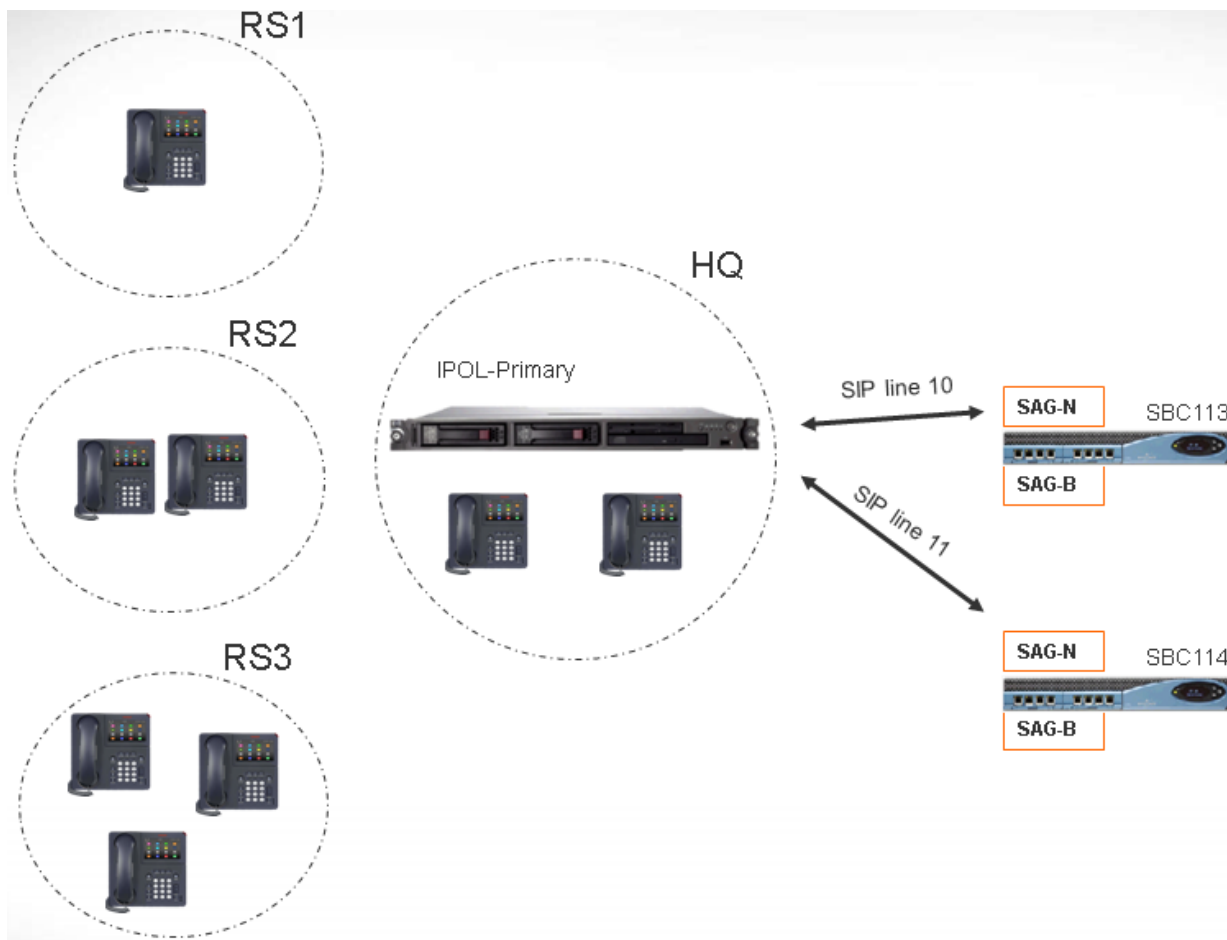 RS1
RS2
RS3
HQ
IPOL-Primary
SIP line 10
SIP line 11
SAG-N
SBC113
SAG-B
SAG-N
SBC114
SAG-B